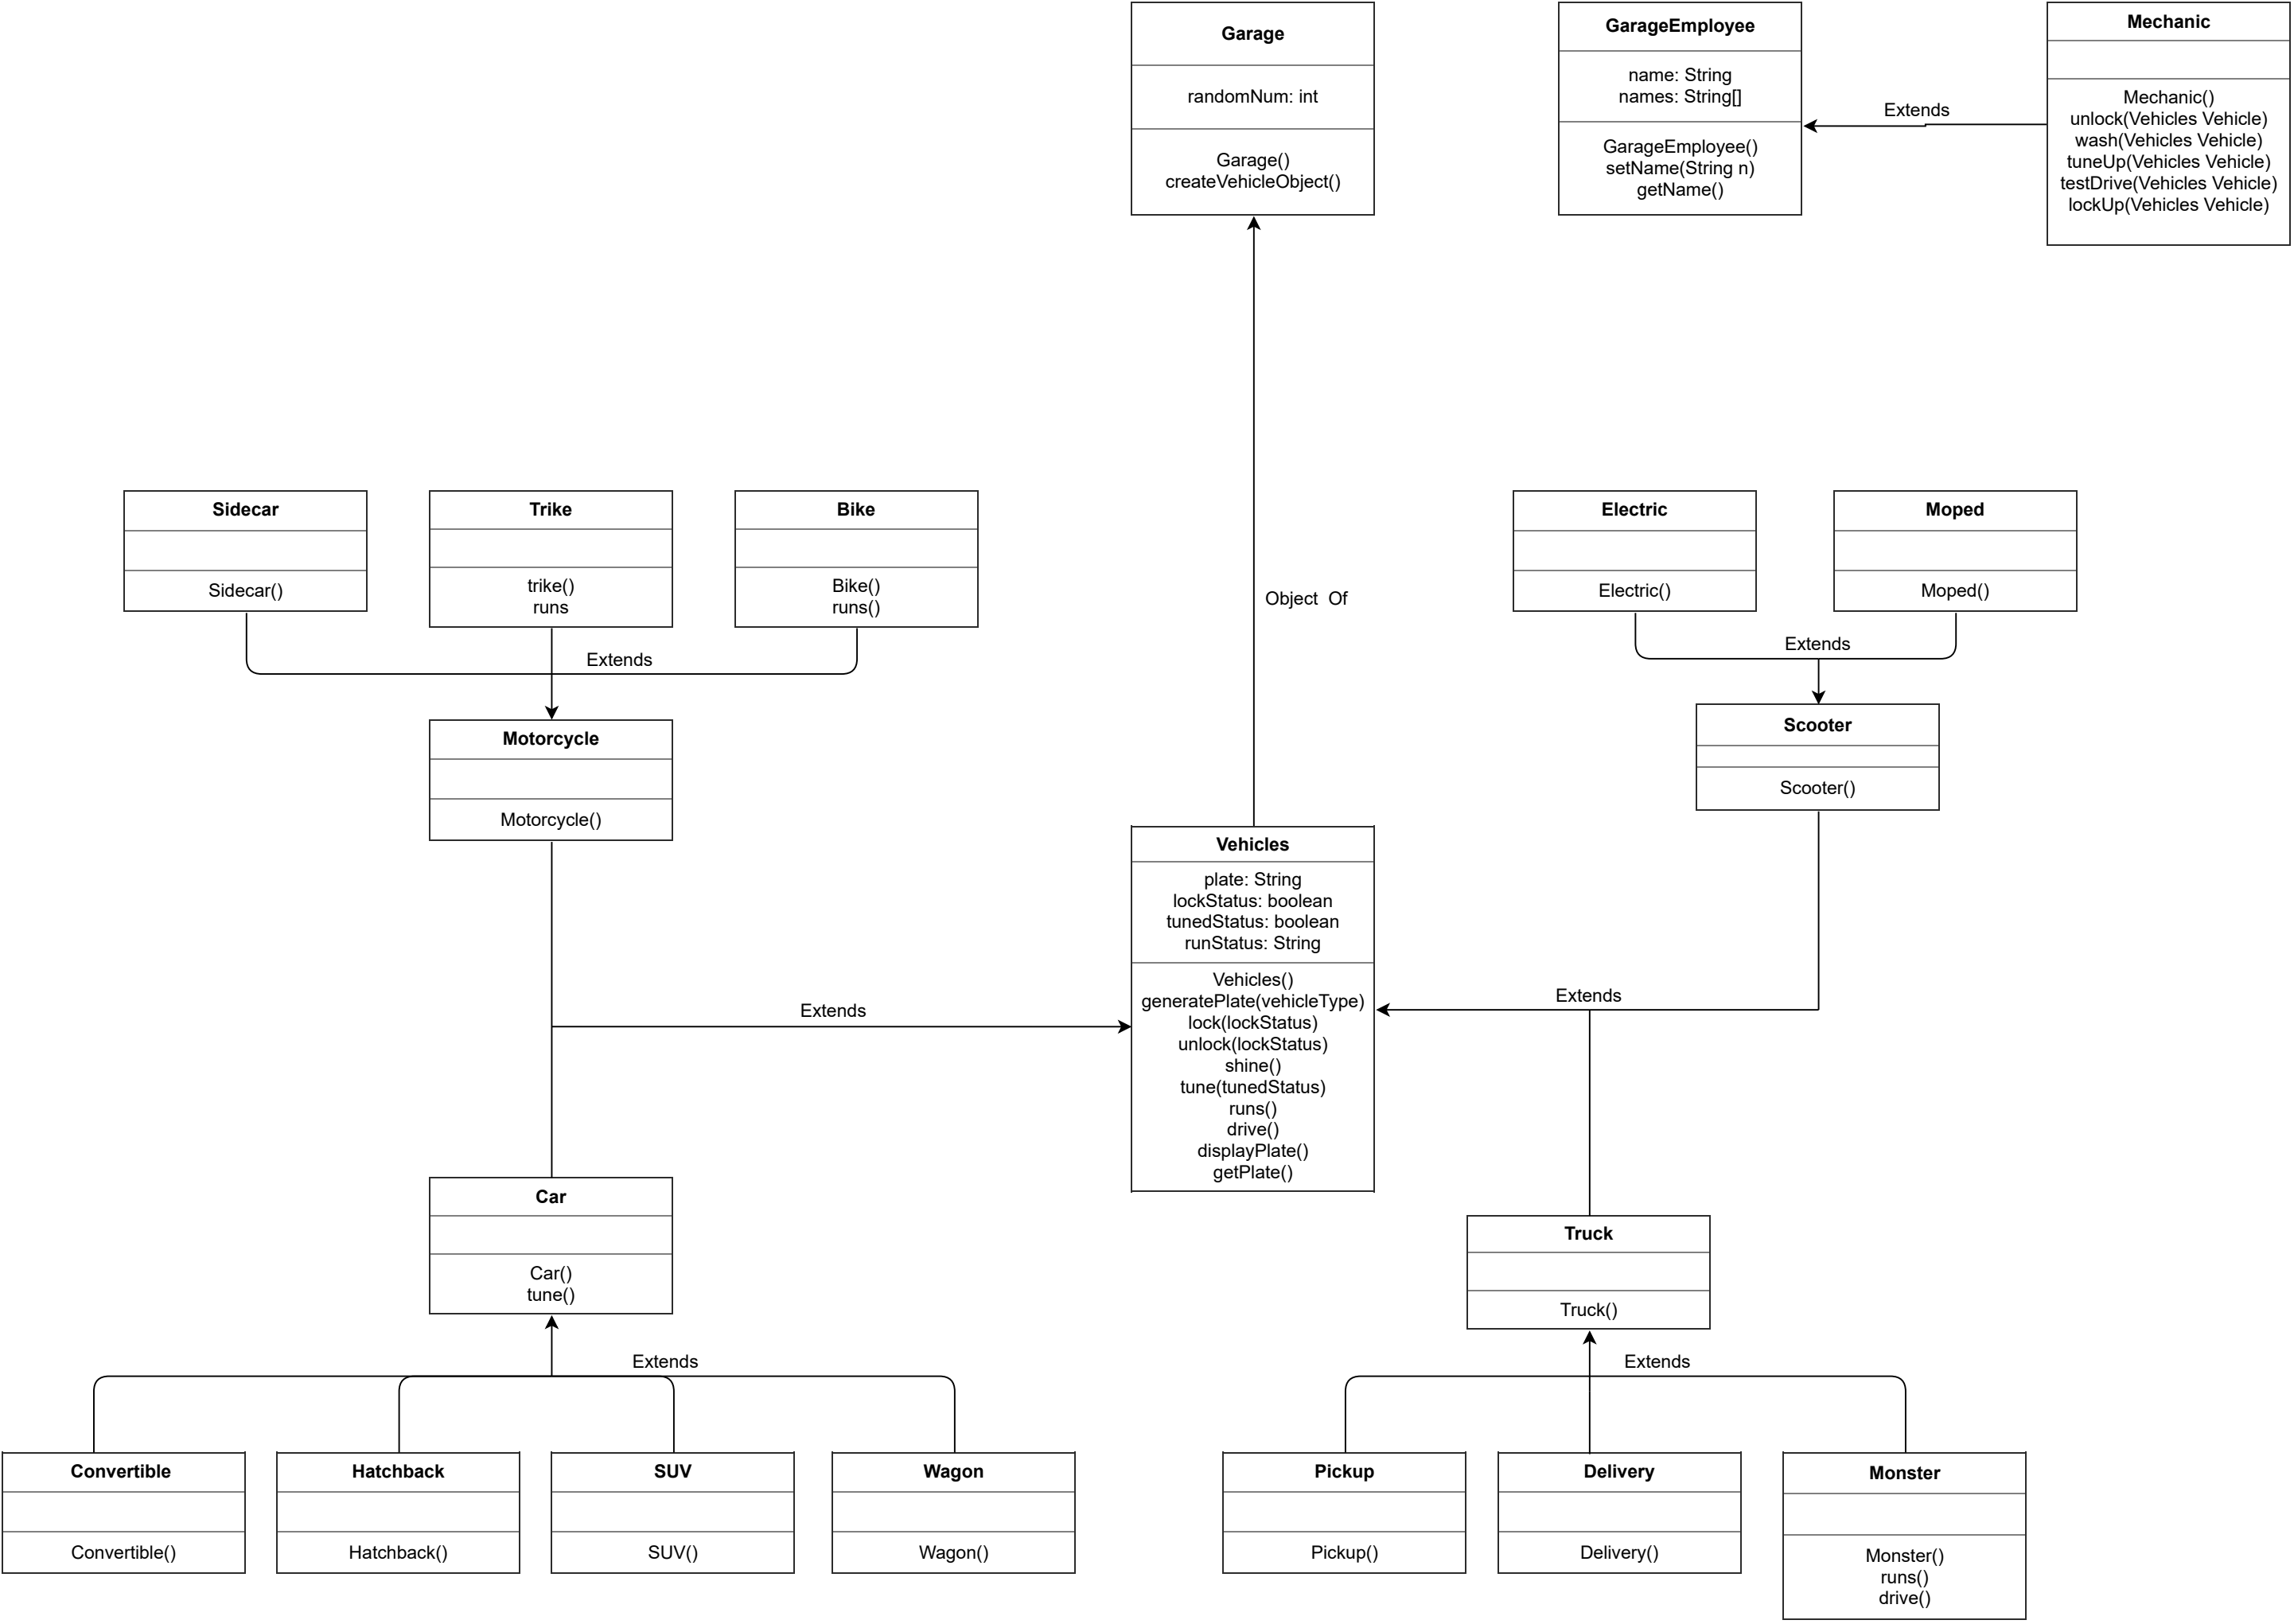 Garage
randomNum: int
Garage()
createVehicleObject()
GarageEmployee
name: String
names: String[]
GarageEmployee()
setName(String n)
getName()
Extends
Mechanic
Mechanic()
unlock(Vehicles Vehicle)
wash(Vehicles Vehicle)
tuneUp(Vehicles Vehicle)
testDrive(Vehicles Vehicle)
lockUp(Vehicles Vehicle)
Sidecar
Sidecar()
Trike
trike()
runs
Bike
Bike()
runs()
Extends
Object Of
Electric
Electric()
Moped
Moped()
Extends
Motorcycle
Motorcycle()
Scooter
Scooter()
Vehicles
plate: String
lockStatus: boolean
tunedStatus: boolean
runStatus: String
Vehicles()
generatePlate(vehicleType)
lock(lockStatus)
unlock(lockStatus)
shine()
tune(tunedStatus)
runs()
drive()
displayPlate()
getPlate()
Extends
Extends
Car
Car()
tune()
Truck
Truck()
Extends
Extends
Convertible
Convertible()
Hatchback
Hatchback()
SUV
SUV()
Wagon
Wagon()
Pickup
Pickup()
Delivery
Delivery()
Monster
Monster()
runs()
drive()